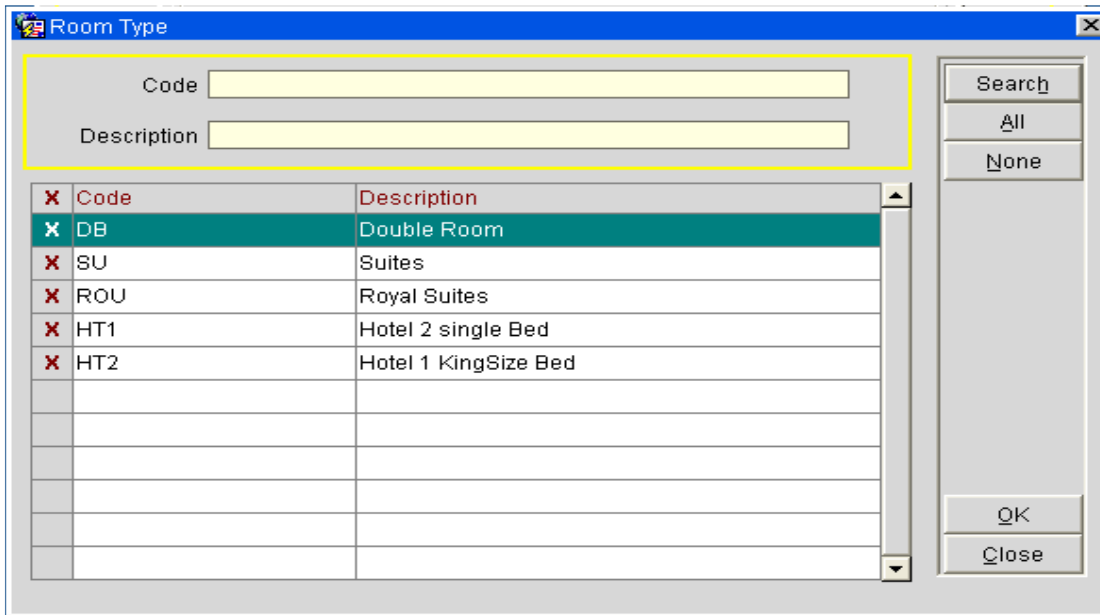 Room Type
Code
Description
Search
All
None
X Code Description
X DB Double Room
X SU Suites
X ROU Royal Suites
X HT1 Hotel 2 single Bed
X HT2 Hotel 1 KingSize Bed
OK
Close